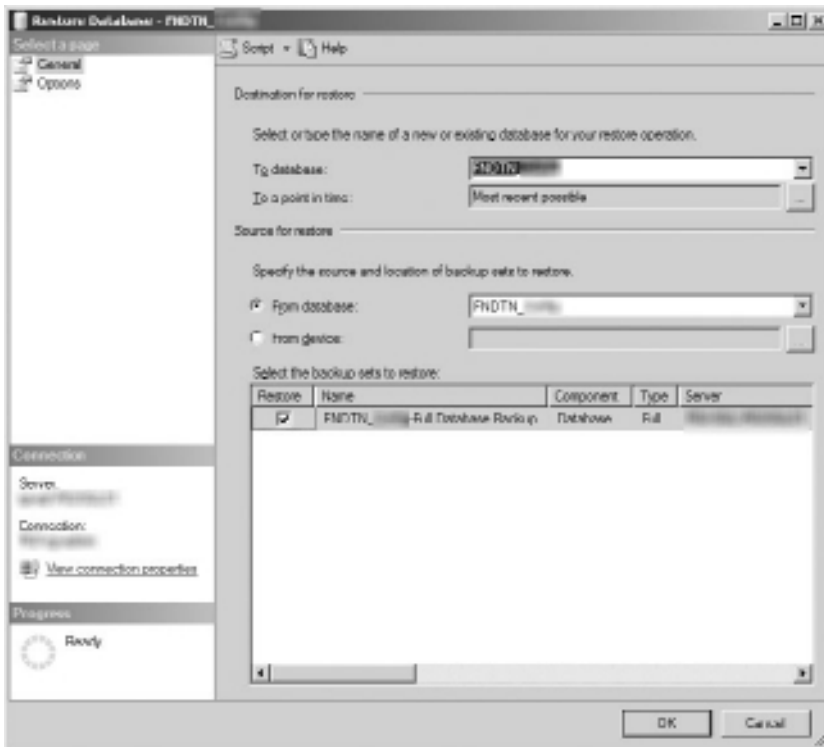 Restore Database - FNDTN_
Select a page
General
Options
Script Help
Destination for restore
Select or type the name of a new or existing database for your restore operation.
To database: FNDTN
To a point in time: Most recent possible ...
Source for restore
Specify the source and location of backup sets to restore.
From database: FNDTN_
From device: ...
Select the backup sets to restore:
Restore Name Component Type Server
FNDTN_ -Full Database Backup Database Full
Connection
Server:
Connection:
View connection properties
Progress
Ready
OK Cancel